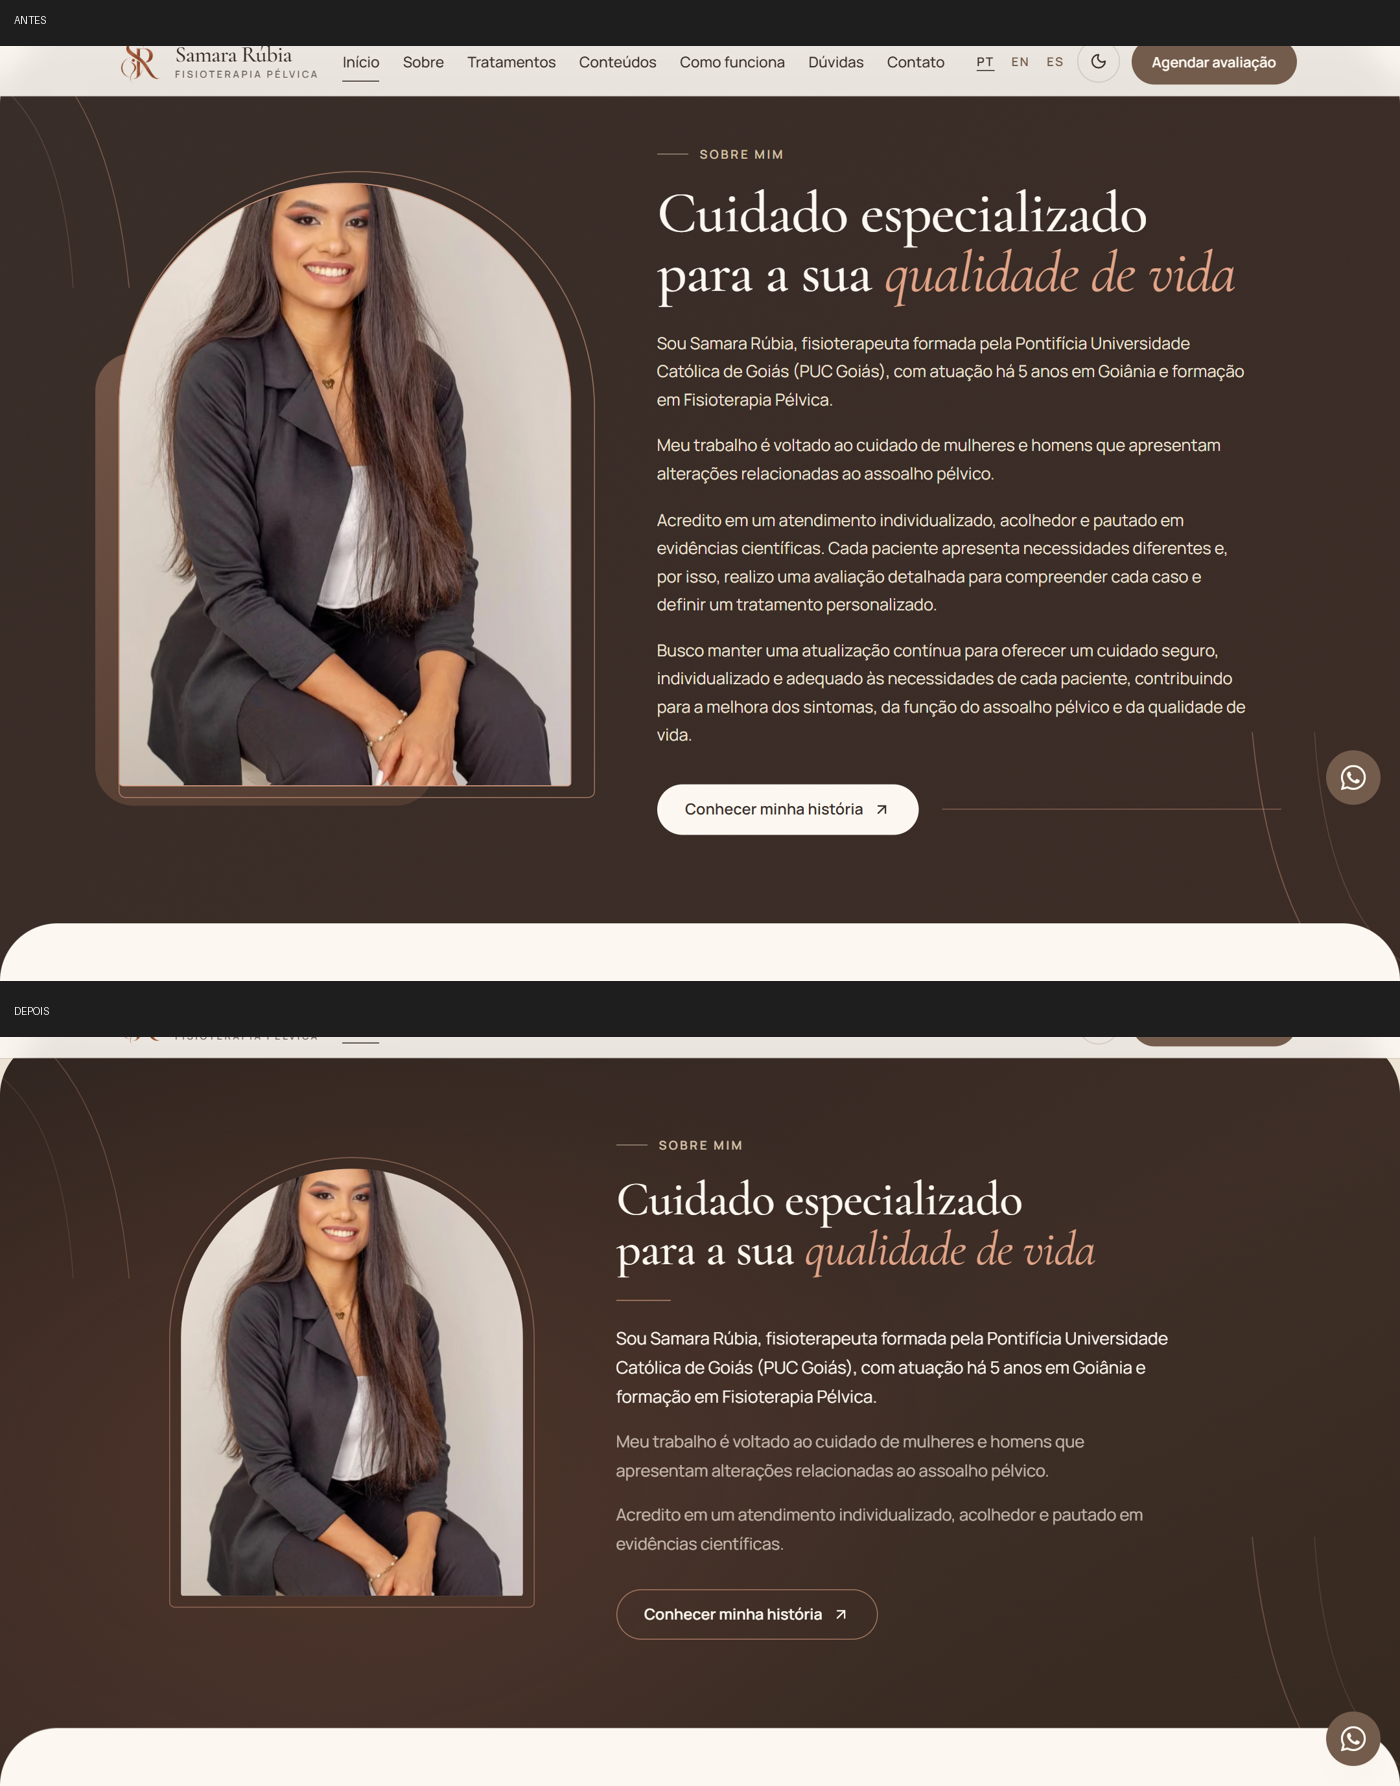 ANTES
Samara Rúbia
FISIOTERAPIA PÉLVICA
Início Sobre Tratamentos Conteúdos Como funciona Dúvidas Contato PT EN ES Agendar avaliação
SOBRE MIM
Cuidado especializado
para a sua qualidade de vida
Sou Samara Rúbia, fisioterapeuta formada pela Pontifícia Universidade
Católica de Goiás (PUC Goiás), com atuação há 5 anos em Goiânia e formação
em Fisioterapia Pélvica.
Meu trabalho é voltado ao cuidado de mulheres e homens que apresentam
alterações relacionadas ao assoalho pélvico.
Acredito em um atendimento individualizado, acolhedor e pautado em
evidências científicas. Cada paciente apresenta necessidades diferentes e,
por isso, realizo uma avaliação detalhada para compreender cada caso e
definir um tratamento personalizado.
Busco manter uma atualização contínua para oferecer um cuidado seguro,
individualizado e adequado às necessidades de cada paciente, contribuindo
para a melhora dos sintomas, da função do assoalho pélvico e da qualidade de
vida.
Conhecer minha história
DEPOIS
FISIOTERAPIA PÉLVICA
SOBRE MIM
Cuidado especializado
para a sua qualidade de vida
Sou Samara Rúbia, fisioterapeuta formada pela Pontifícia Universidade
Católica de Goiás (PUC Goiás), com atuação há 5 anos em Goiânia e
formação em Fisioterapia Pélvica.
Meu trabalho é voltado ao cuidado de mulheres e homens que
apresentam alterações relacionadas ao assoalho pélvico.
Acredito em um atendimento individualizado, acolhedor e pautado em
evidências científicas.
Conhecer minha história